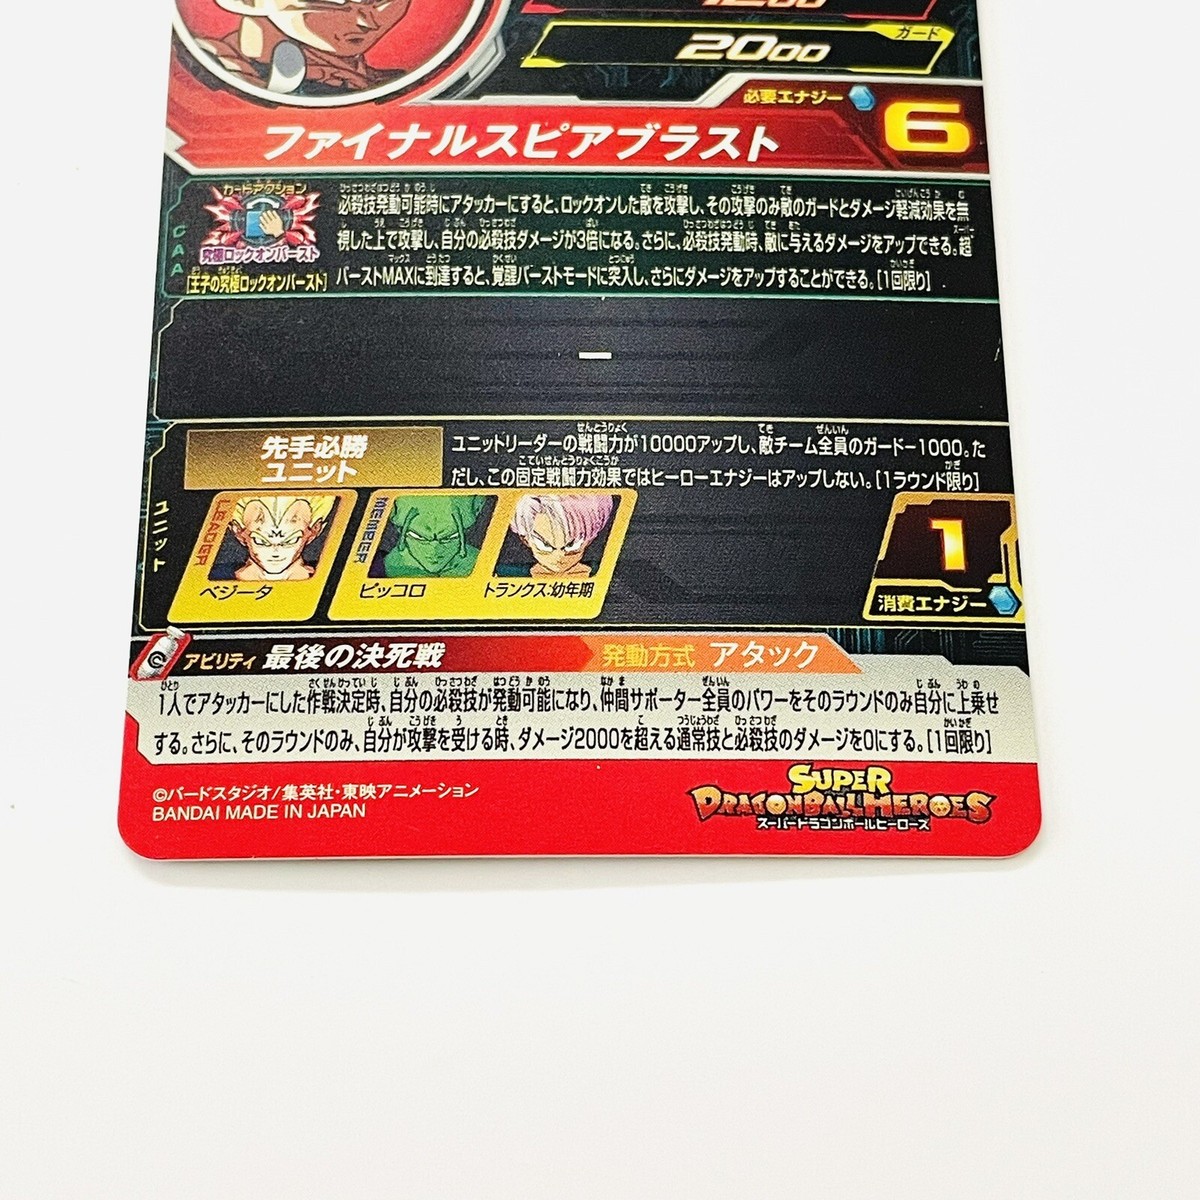 ガード
2000
必要エナジー
6
ファイナルスピアブラスト
CAA
カードアクション
究極ロックオンバースト
[王子の究極ロックオンバースト]
必殺技発動可能時にアタッカーにすると、ロックオンした敵を攻撃し、その攻撃のみ敵のガードとダメージ軽減効果を無
視した上で攻撃し、自分の必殺技ダメージが3倍になる。さらに、必殺技発動時、敵に与えるダメージをアップできる。超
バーストMAXに到達すると、覚醒バーストモードに突入し、さらにダメージをアップすることができる。[1回限り]
ー
ユニット
先手必勝
ユニット
ユニットリーダーの戦闘力が10000アップし、敵チーム全員のガード-1000。た
だし、この固定戦闘力効果ではヒーローエナジーはアップしない。[1ラウンド限り]
LEADER
ベジータ
MEMBER
ピッコロ
トランクス:幼年期
1
消費エナジー
アビリティ 最後の決死戦
発動方式 アタック
1人でアタッカーにした作戦決定時、自分の必殺技が発動可能になり、仲間サポーター全員のパワーをそのラウンドのみ自分に上乗せ
する。さらに、そのラウンドのみ、自分が攻撃を受ける時、ダメージ2000を超える通常技と必殺技のダメージを0にする。[1回限り]
©バードスタジオ/集英社・東映アニメーション
BANDAI MADE IN JAPAN
SUPER
DRAGONBALL HEROES
スーパードラゴンボールヒーローズ